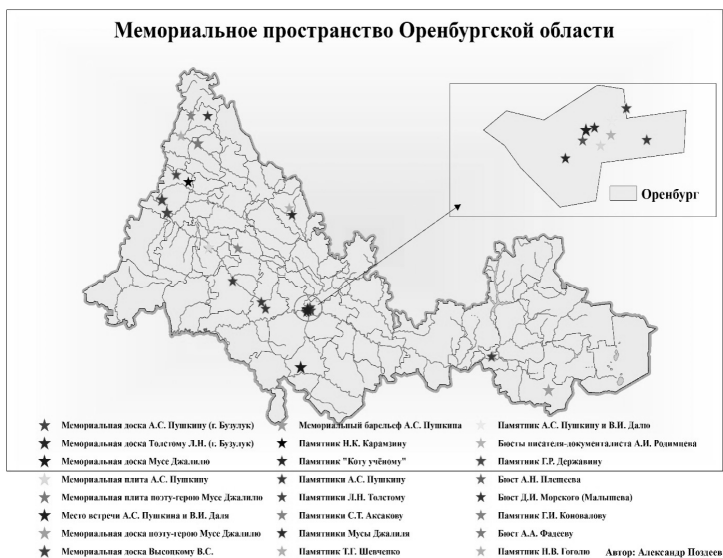 Мемориальное пространство Оренбургской области
Оренбург
Мемориальная доска А.С. Пушкину (г. Бузулук)
Мемориальная доска Толстому Л.Н. (г. Бузулук)
Мемориальная доска Мусе Джалилю
Мемориальная плита А.С. Пушкину
Мемориальная плита поэту-герою Мусе Джалилю
Место встречи А.С. Пушкина и В.И. Даля
Мемориальная доска поэту-герою Мусе Джалилю
Мемориальная доска Высоцкому В.С.
Мемориальный барельеф А.С. Пушкина
Памятник Н.К. Карамзину
Памятник "Коту учёному"
Памятники А.С. Пушкину
Памятники Л.Н. Толстому
Памятники С.Т. Аксакову
Памятники Мусы Джалиля
Памятник Т.Г. Шевченко
Памятник А.С. Пушкину и В.И. Далю
Бюсты писателя-документалиста А.И. Родимцева
Памятник Г.Р. Державину
Бюст А.Н. Плещеева
Бюст Д.И. Морского (Малышева)
Памятник Г.И. Коновалову
Бюст А.А. Фадееву
Памятник Н.В. Гоголю
Автор: Александр Поздеев